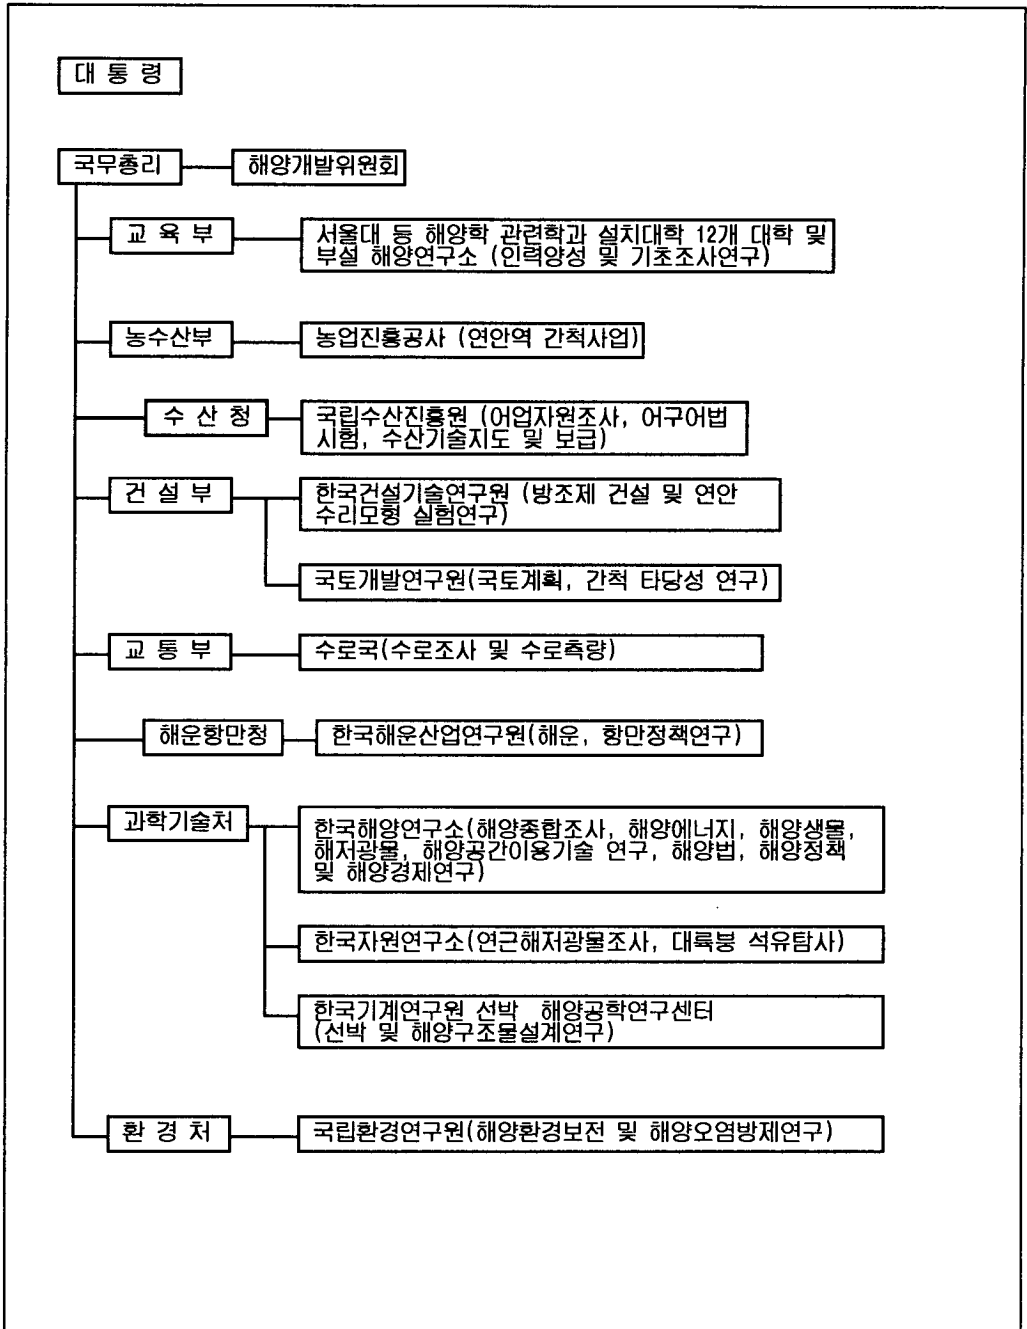 대 통 령
국무총리
해양개발위원회
교 육 부
서울대 등 해양학 관련학과 설치대학 12개 대학 및
부설 해양연구소 (인력양성 및 기초조사연구)
농수산부
농업진흥공사 (연안역 간척사업)
수 산 청
국립수산진흥원 (어업자원조사, 어구어법
시험, 수산기술지도 및 보급)
건 설 부
한국건설기술연구원 (방조제 건설 및 연안
수리모형 실험연구)
국토개발연구원(국토계획, 간척 타당성 연구)
교 통 부
수로국(수로조사 및 수로측량)
해운항만청
한국해운산업연구원(해운, 항만정책연구)
과학기술처
한국해양연구소(해양종합조사, 해양에너지, 해양생물,
해저광물, 해양공간이용기술 연구, 해양법, 해양정책
및 해양경제연구)
한국자원연구소(연근해저광물조사, 대륙붕 석유탐사)
한국기계연구원 선박 해양공학연구센터
(선박 및 해양구조물설계연구)
환 경 처
국립환경연구원(해양환경보전 및 해양오염방제연구)